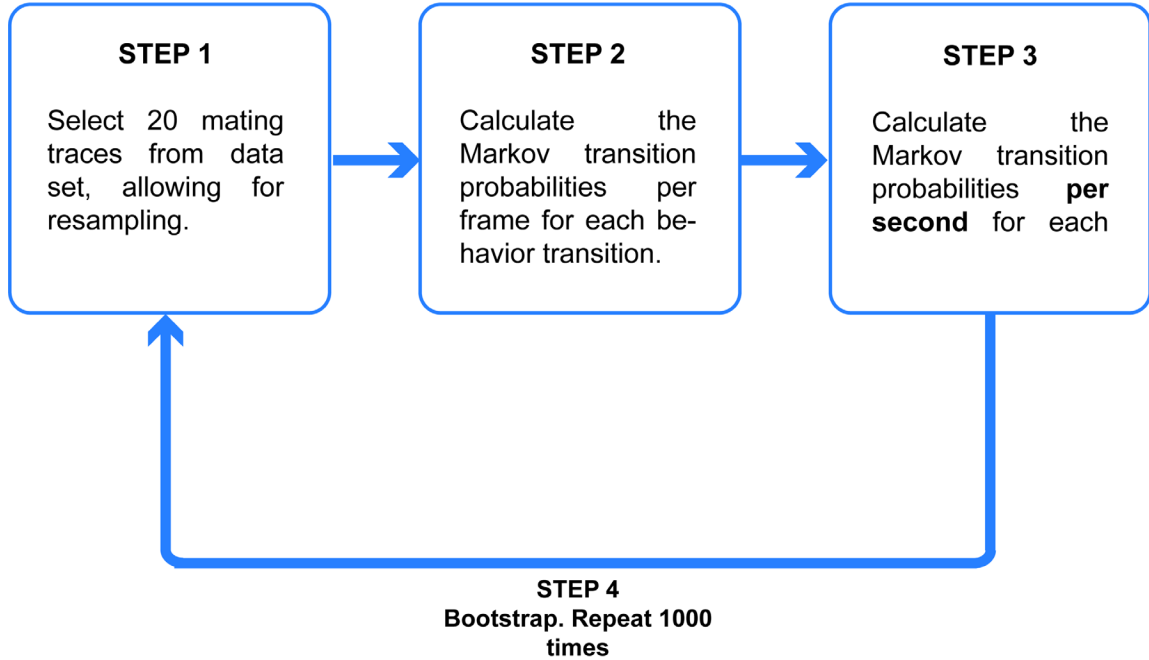 STEP 1
Select 20 mating
traces from data
set, allowing for
resampling.
STEP 2
Calculate the
Markov transition
probabilities per
frame for each be-
havior transition.
STEP 3
Calculate the
Markov transition
probabilities per
second for each
STEP 4
Bootstrap. Repeat 1000
times